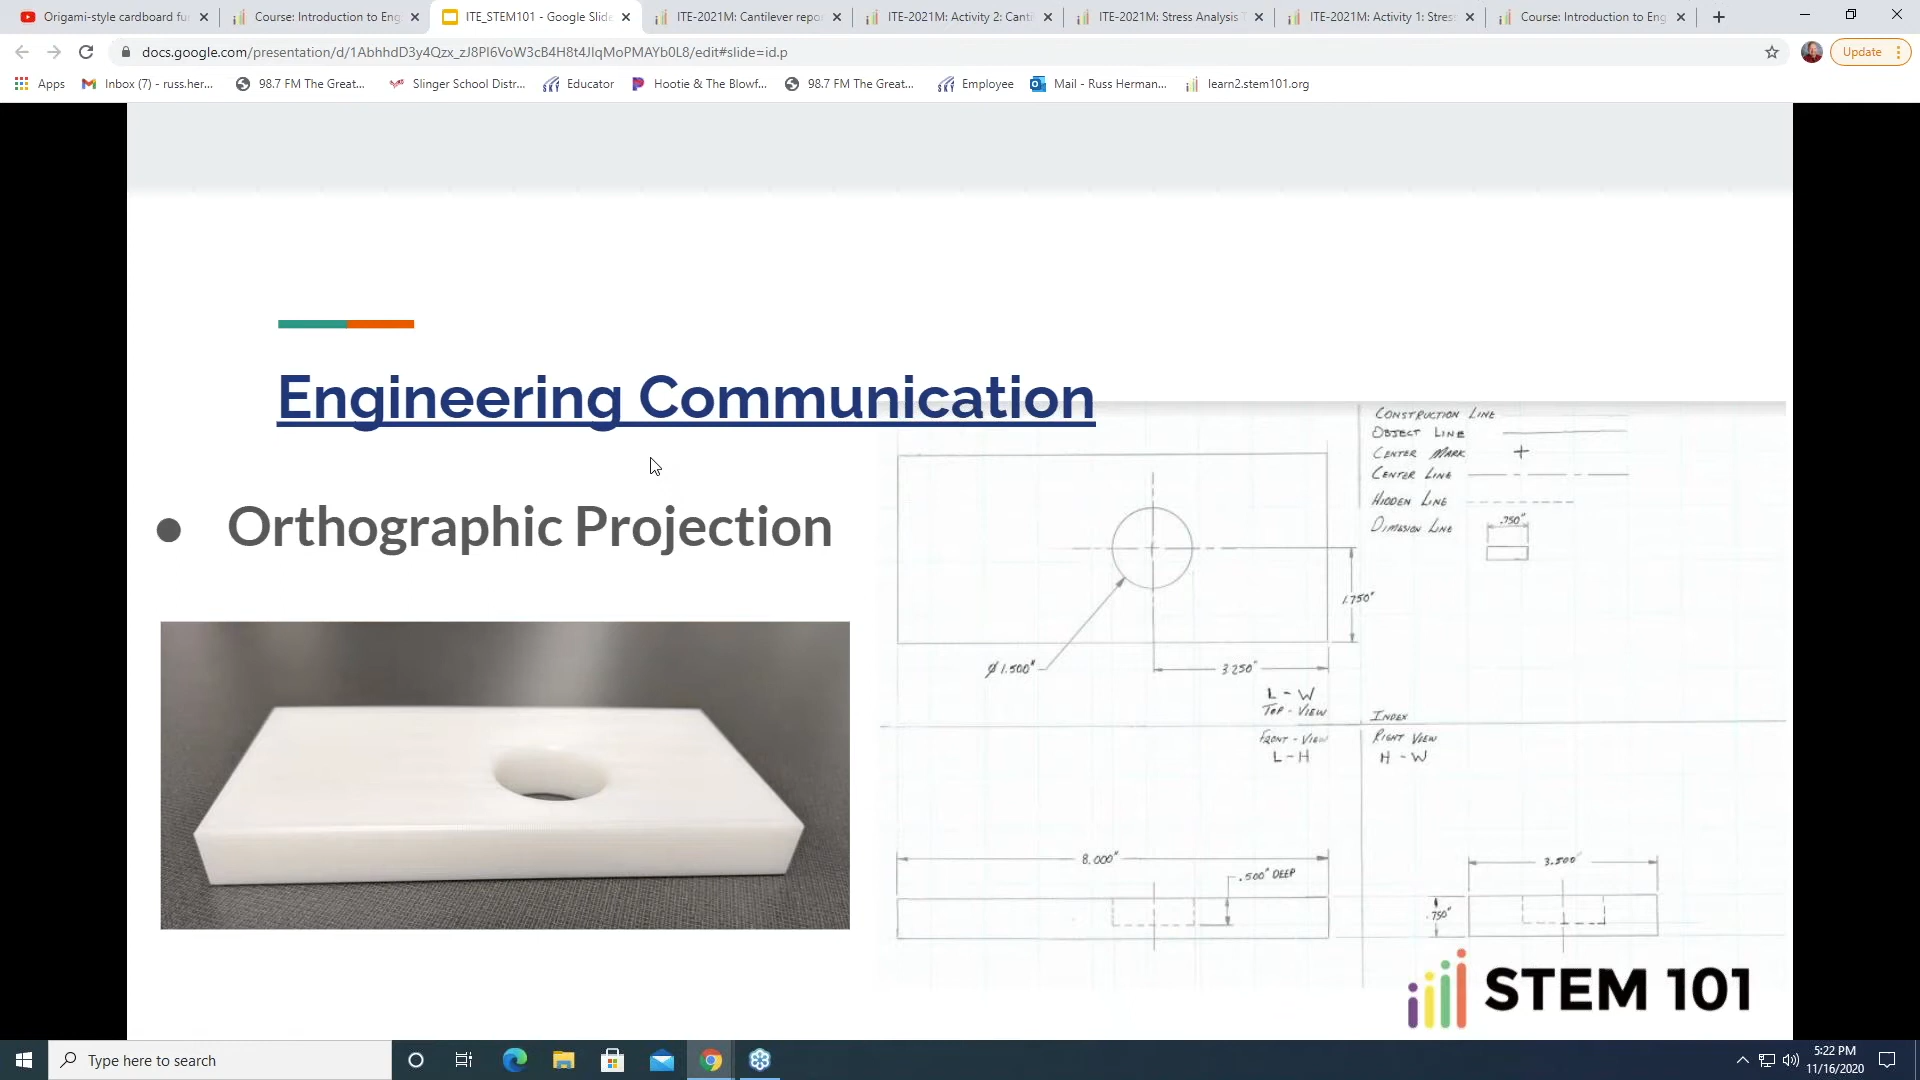 Origami-style cardboard fu
Course: Introduction to Eng
ITE_STEM101 - Google Slide
ITE-2021M: Cantilever repo
ITE-2021M: Activity 2: Canti
ITE-2021M: Stress Analysis T
ITE-2021M: Activity 1: Stres
Course: Introduction to Eng
docs.google.com/presentation/d/1AbhhdD3y4Qzx_zJ8Pl6VoW3cB4H8t4JlqMoPMAYb0L8/edit#slide=id.p
Update
Apps
Inbox (7) - russ.her...
98.7 FM The Great...
Slinger School Distr...
Educator
Hootie & The Blowf...
98.7 FM The Great...
Employee
Mail - Russ Herman...
learn2.stem101.org
Engineering Communication
• Orthographic Projection
CONSTRUCTION LINE
OBJECT LINE
CENTER MARK
CENTER LINE
HIDDEN LINE
DIMESION LINE
.750"
1.750"
Ø 1.500"
3.250"
L - W
TOP - VIEW
INDEX
FRONT - VIEW
L - H
RIGHT VIEW
H - W
8.000"
.500" DEEP
3.500"
.750"
STEM 101
Type here to search
5:22 PM
11/16/2020